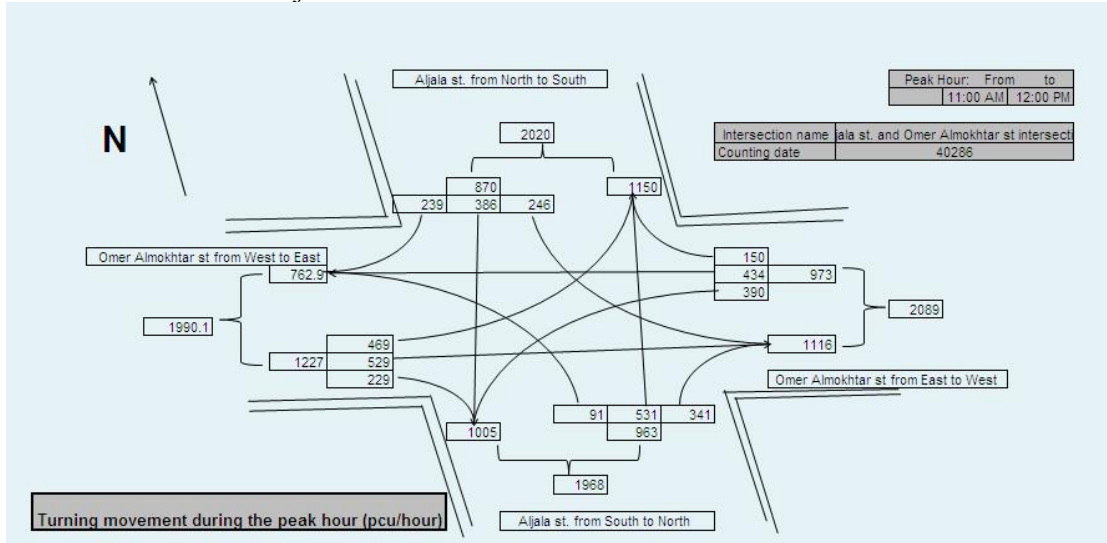 Aljala st. from North to South
Peak Hour: From to
11:00 AM 12:00 PM
N
2020
Intersection name jala st. and Omer Almokhtar st intersecti
Counting date 40286
870
1150
239 386 246
Omer Almokhtar st from West to East
762.9
150
434 973
390
2089
1990.1
469
1227 529
229
1116
Omer Almokhtar st from East to West
91 531 341
1005
963
1968
Turning movement during the peak hour (pcu/hour)
Aljala st. from South to North